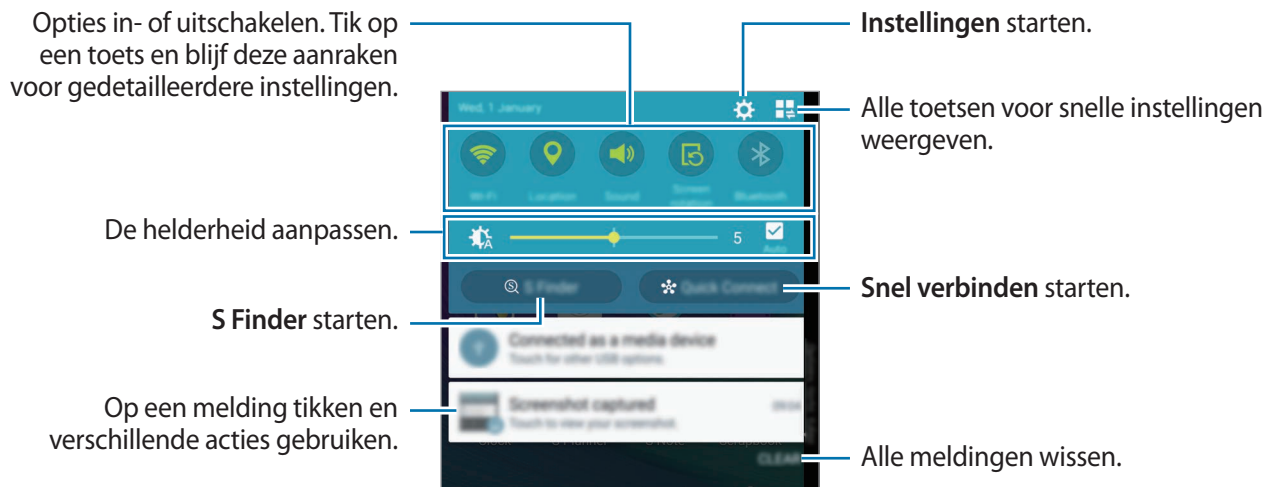 Opties in- of uitschakelen. Tik op
een toets en blijf deze aanraken
voor gedetailleerdere instellingen.
Instellingen starten.
Wed, 1 January
Alle toetsen voor snelle instellingen
weergeven.
Wi-Fi Location Sound Screen rotation Bluetooth
De helderheid aanpassen.
5
Auto
S Finder
Quick Connect
Snel verbinden starten.
S Finder starten.
Connected as a media device
Touch for other USB options.
Op een melding tikken en
verschillende acties gebruiken.
Screenshot captured
Touch to view your screenshot.
CLEAR
Alle meldingen wissen.